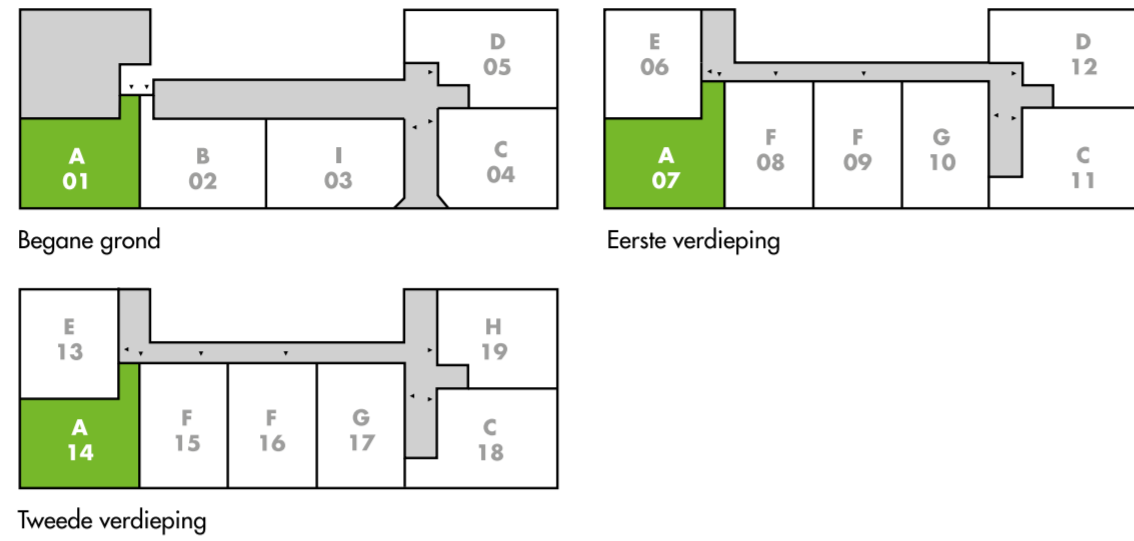 D
05
A
01
B
02
I
03
C
04
Begane grond
E
06
D
12
A
07
F
08
F
09
G
10
C
11
Eerste verdieping
E
13
H
19
A
14
F
15
F
16
G
17
C
18
Tweede verdieping